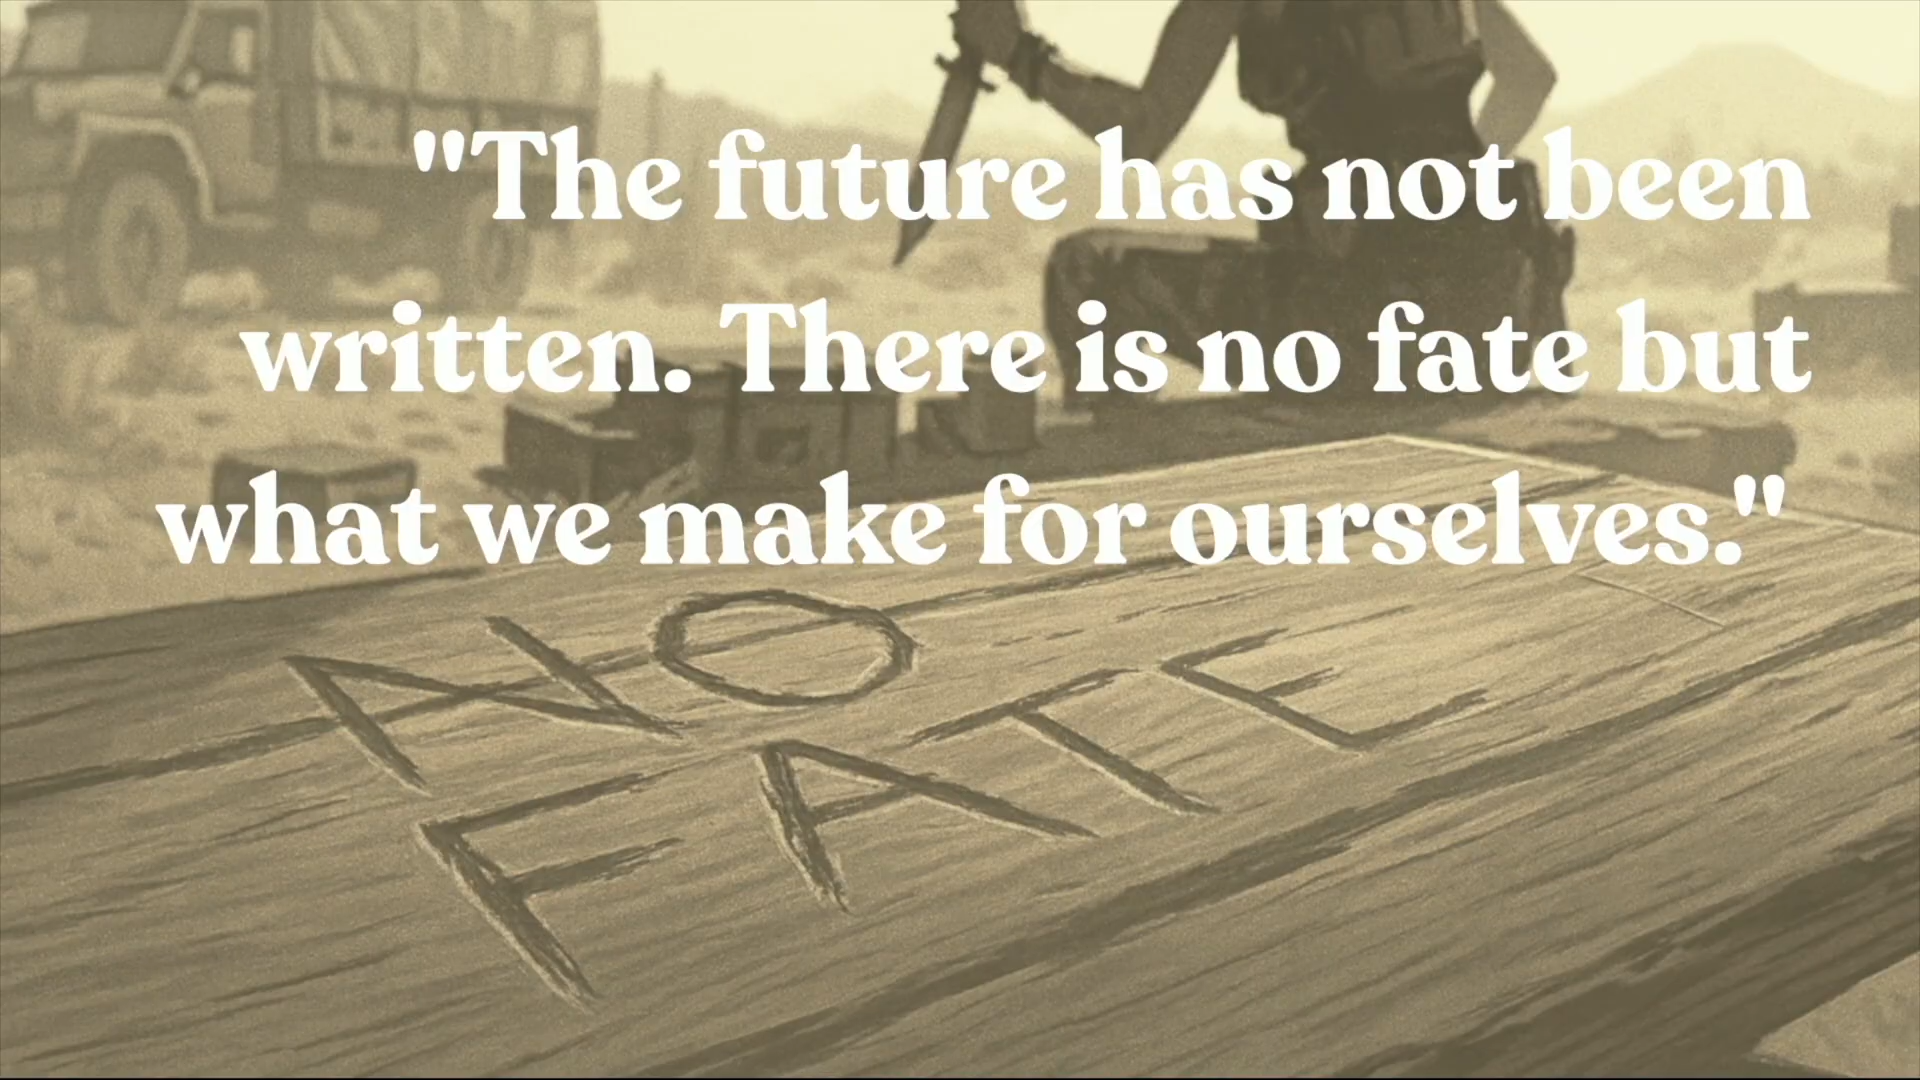 "The future has not been
written. There is no fate but
what we make for ourselves."
NO
FATE